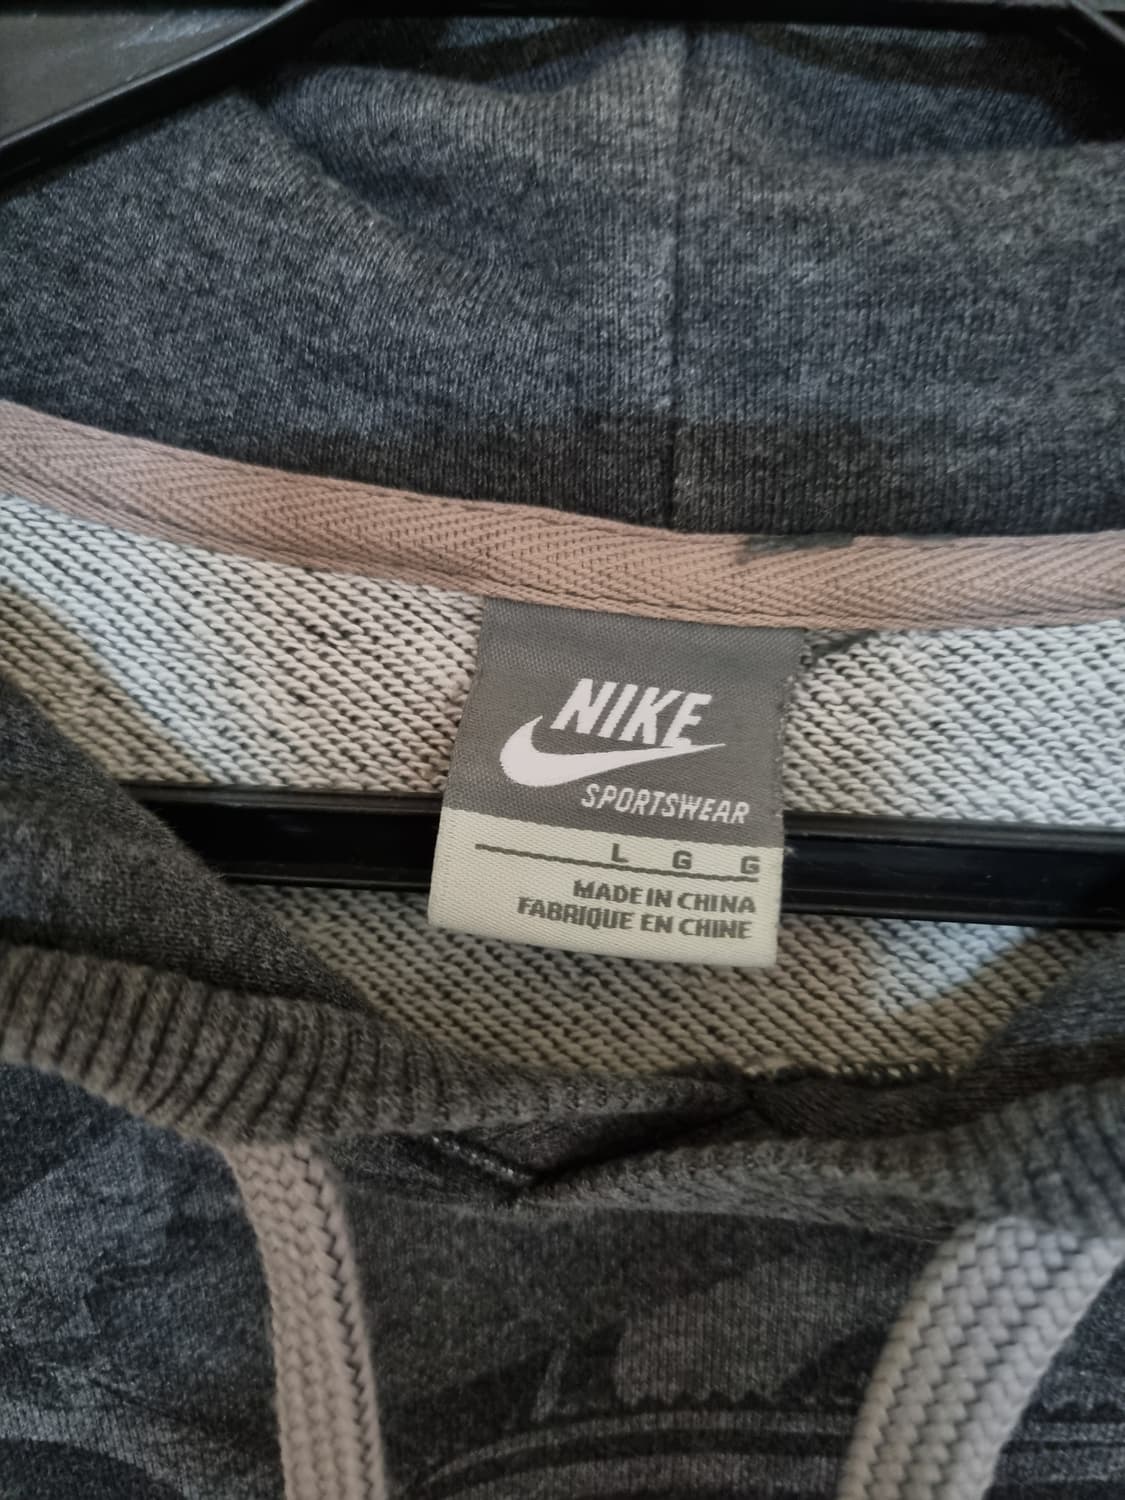 NIKE
SPORTSWEAR
L G G
MADE IN CHINA
FABRIQUE EN CHINE